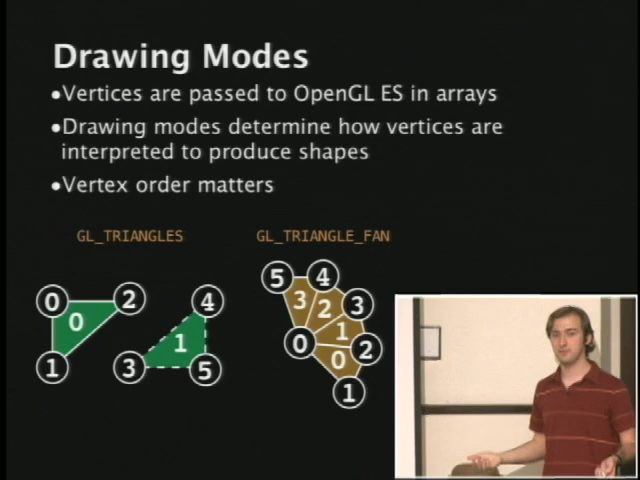 Drawing Modes
•Vertices are passed to OpenGL ES in arrays
•Drawing modes determine how vertices are
interpreted to produce shapes
•Vertex order matters
GL_TRIANGLES GL_TRIANGLE_FAN
0 2 4 5 4 3
0 1 3 2 1
1 3 5 0 0 2
1